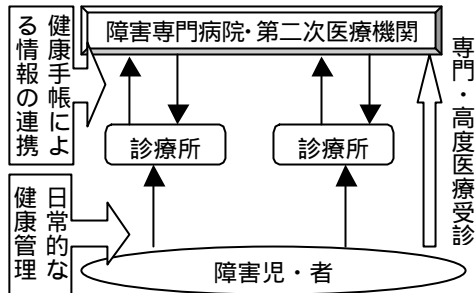 障害専門病院・第二次医療機関
健康手帳によ
る情報の連携
専門・高度医療受診
診療所
診療所
日常的な
健康管理
障害児・者